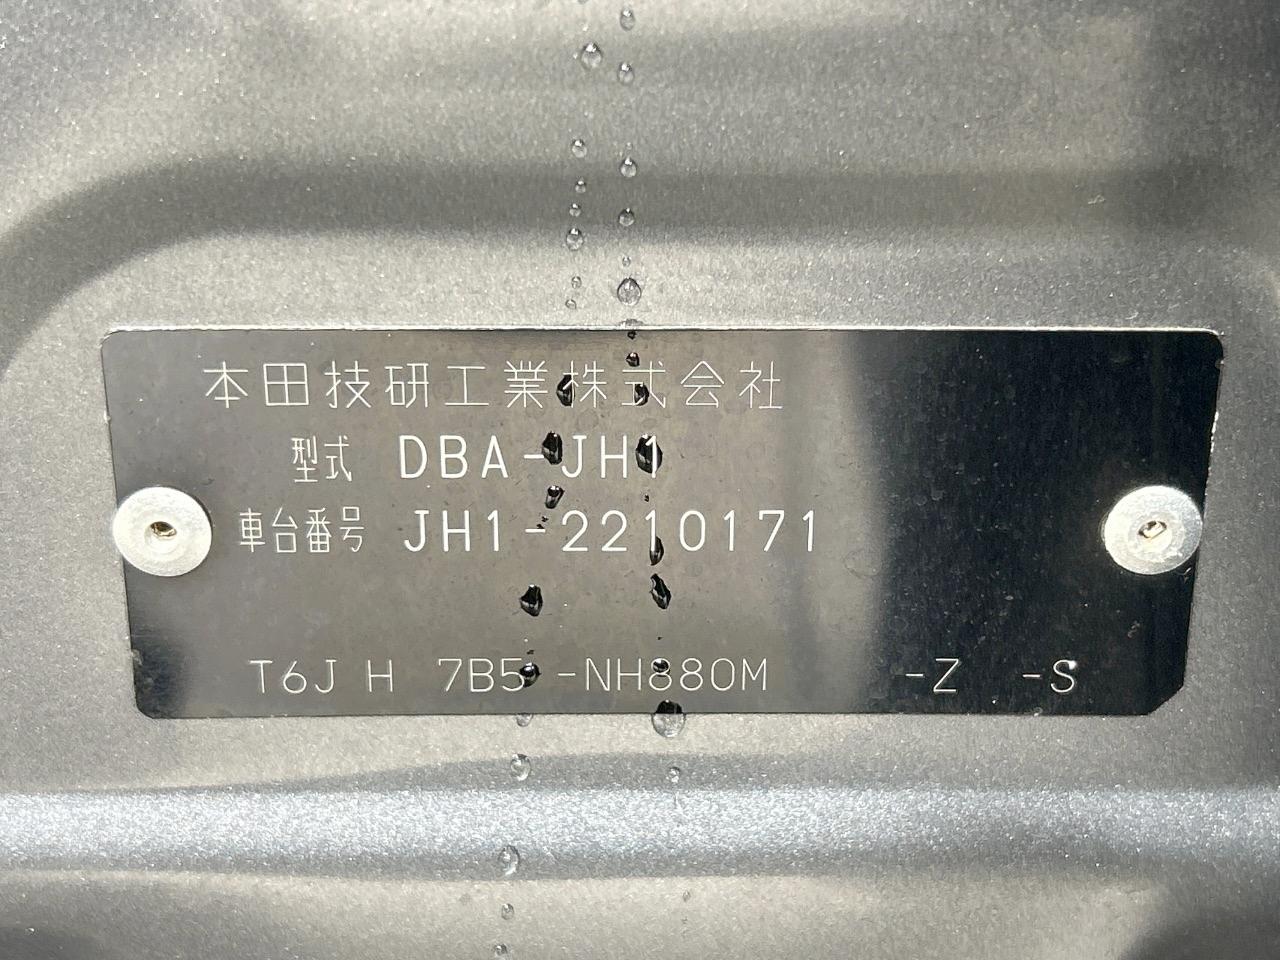 本田技研工業株式会社
型式 DBA-JH1
車台番号 JH1-2210171
T6J H 7B5 -NH880M -Z -S